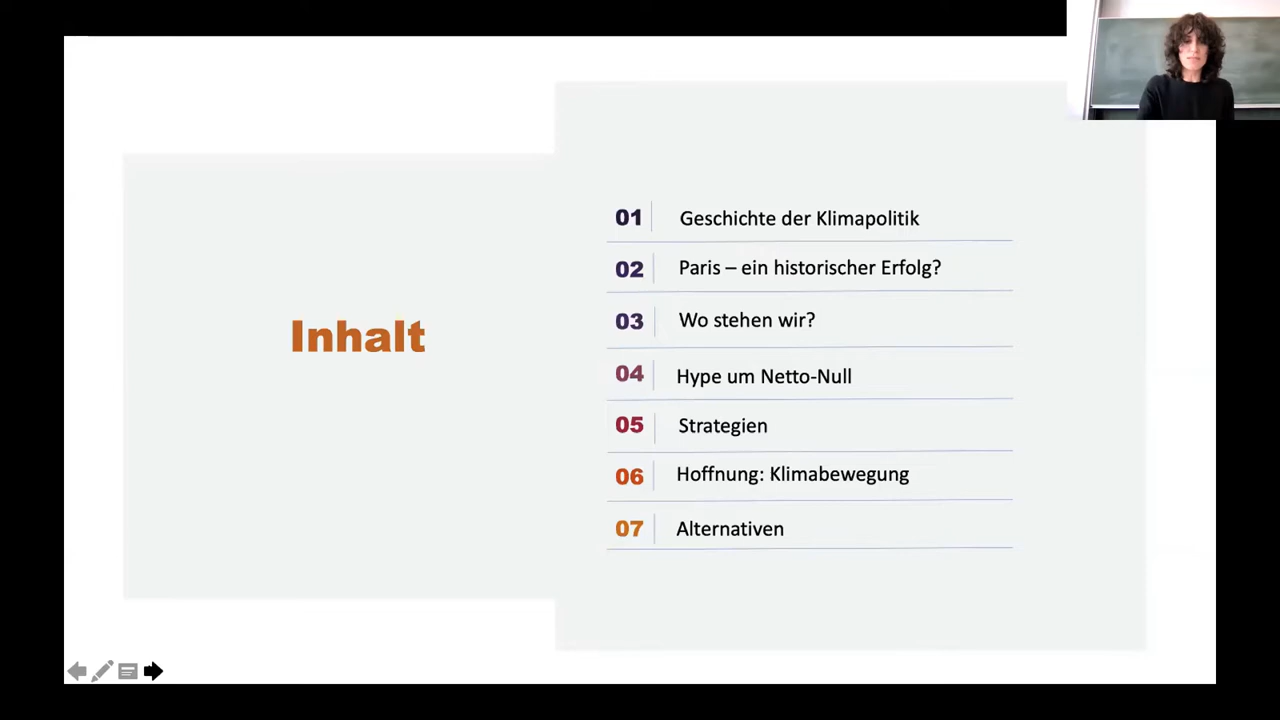 Inhalt
01 Geschichte der Klimapolitik
02 Paris – ein historischer Erfolg?
03 Wo stehen wir?
04 Hype um Netto-Null
05 Strategien
06 Hoffnung: Klimabewegung
07 Alternativen